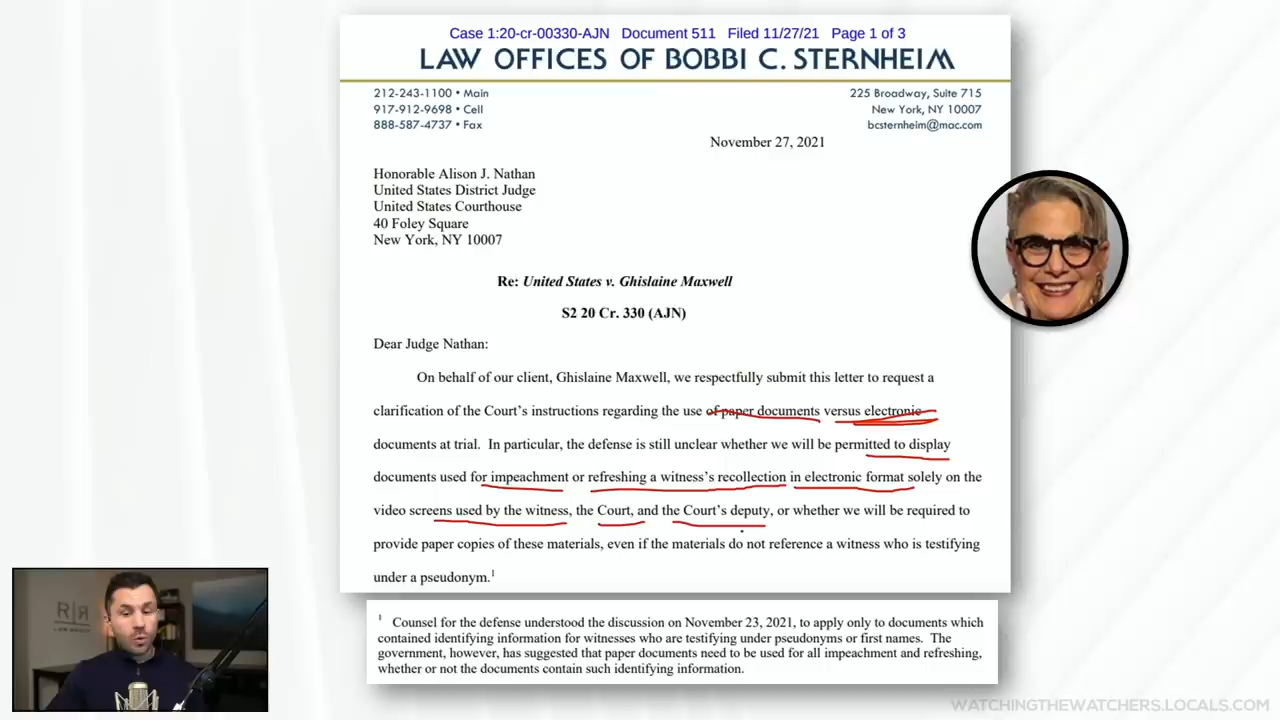 Case 1:20-cr-00330-AJN Document 511 Filed 11/27/21 Page 1 of 3
LAW OFFICES OF BOBBI C. STERNHEIM
212-243-1100 • Main
917-912-9698 • Cell
888-587-4737 • Fax
225 Broadway, Suite 715
New York, NY 10007
bcsternheim@mac.com
November 27, 2021
Honorable Alison J. Nathan
United States District Judge
United States Courthouse
40 Foley Square
New York, NY 10007
Re: United States v. Ghislaine Maxwell
S2 20 Cr. 330 (AJN)
Dear Judge Nathan:
On behalf of our client, Ghislaine Maxwell, we respectfully submit this letter to request a
clarification of the Court's instructions regarding the use of paper documents versus electronic
documents at trial. In particular, the defense is still unclear whether we will be permitted to display
documents used for impeachment or refreshing a witness's recollection in electronic format solely on the
video screens used by the witness, the Court, and the Court's deputy, or whether we will be required to
provide paper copies of these materials, even if the materials do not reference a witness who is testifying
under a pseudonym.1
1 Counsel for the defense understood the discussion on November 23, 2021, to apply only to documents which
contained identifying information for witnesses who are testifying under pseudonyms or first names. The
government, however, has suggested that paper documents need to be used for all impeachment and refreshing,
whether or not the documents contain such identifying information.
R R
WATCHINGTHEWATCHERS.LOCALS.COM